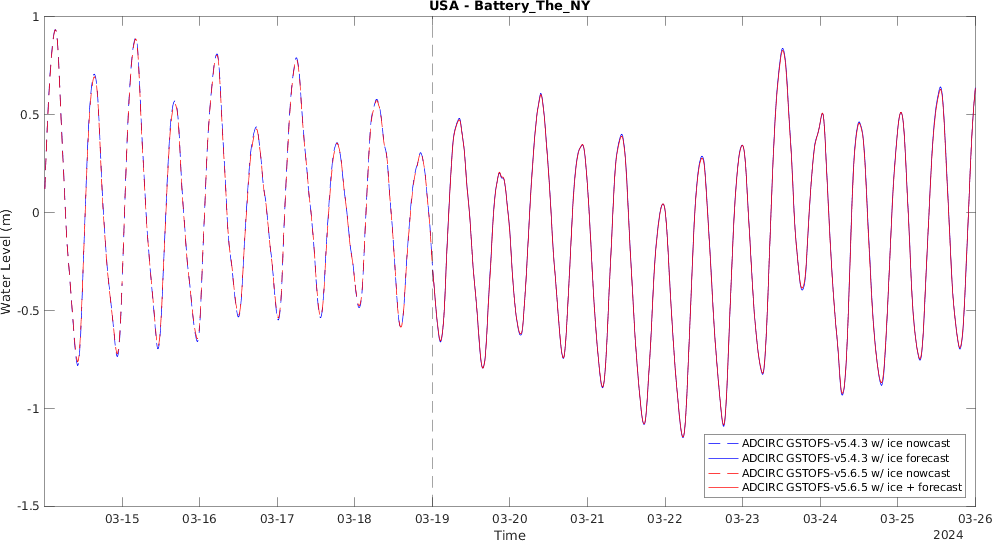 USA - Battery_The_NY
1
0.5
0
-0.5
-1
-1.5
Water Level (m)
ADCIRC GSTOFS-v5.4.3 w/ ice nowcast
ADCIRC GSTOFS-v5.4.3 w/ ice forecast
ADCIRC GSTOFS-v5.6.5 w/ ice nowcast
ADCIRC GSTOFS-v5.6.5 w/ ice + forecast
03-15 03-16 03-17 03-18 03-19 03-20 03-21 03-22 03-23 03-24 03-25 03-26
Time
2024